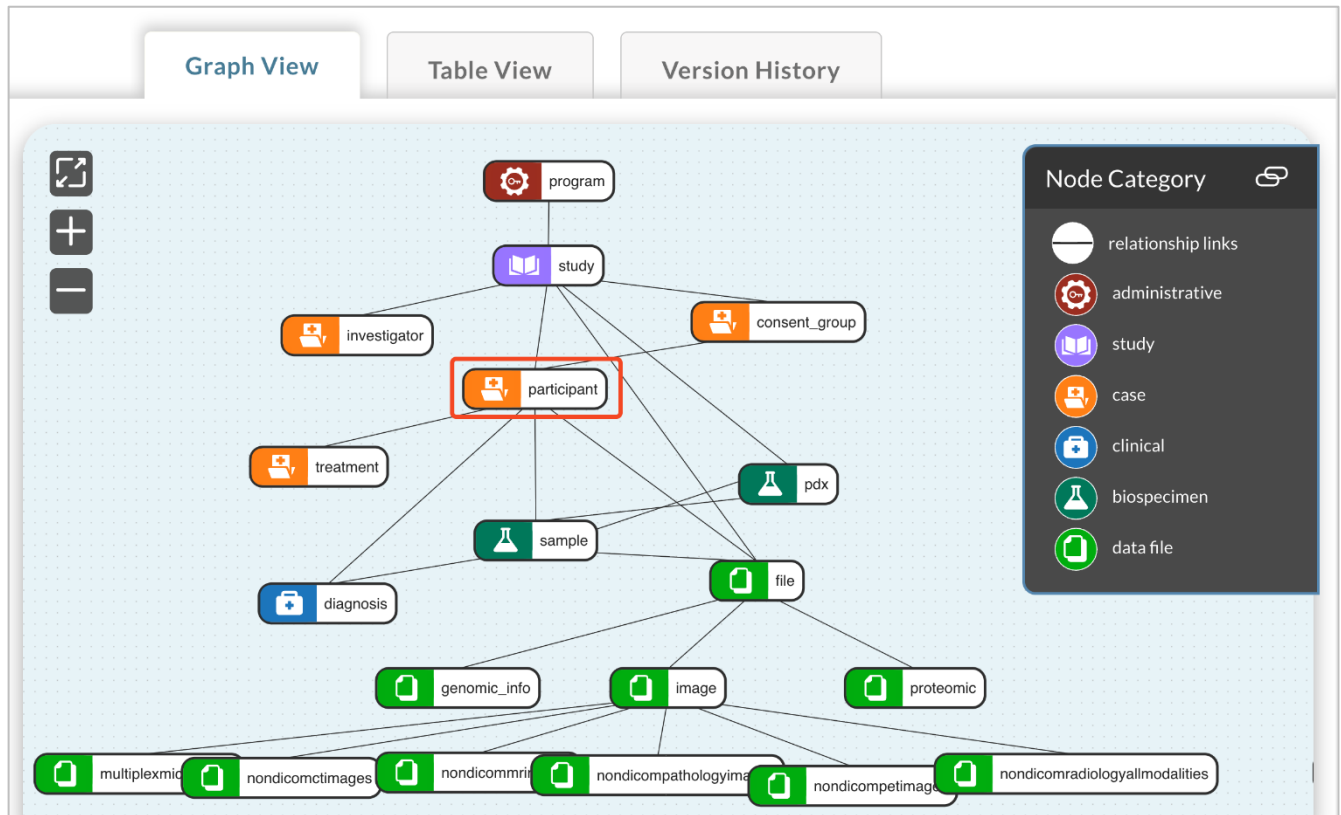 Graph View
Table View
Version History
program
Node Category
relationship links
study
administrative
investigator
consent_group
study
participant
case
treatment
clinical
pdx
biospecimen
sample
data file
file
diagnosis
genomic_info
image
proteomic
nondicomctimages
nondicomradiologyallmodalities